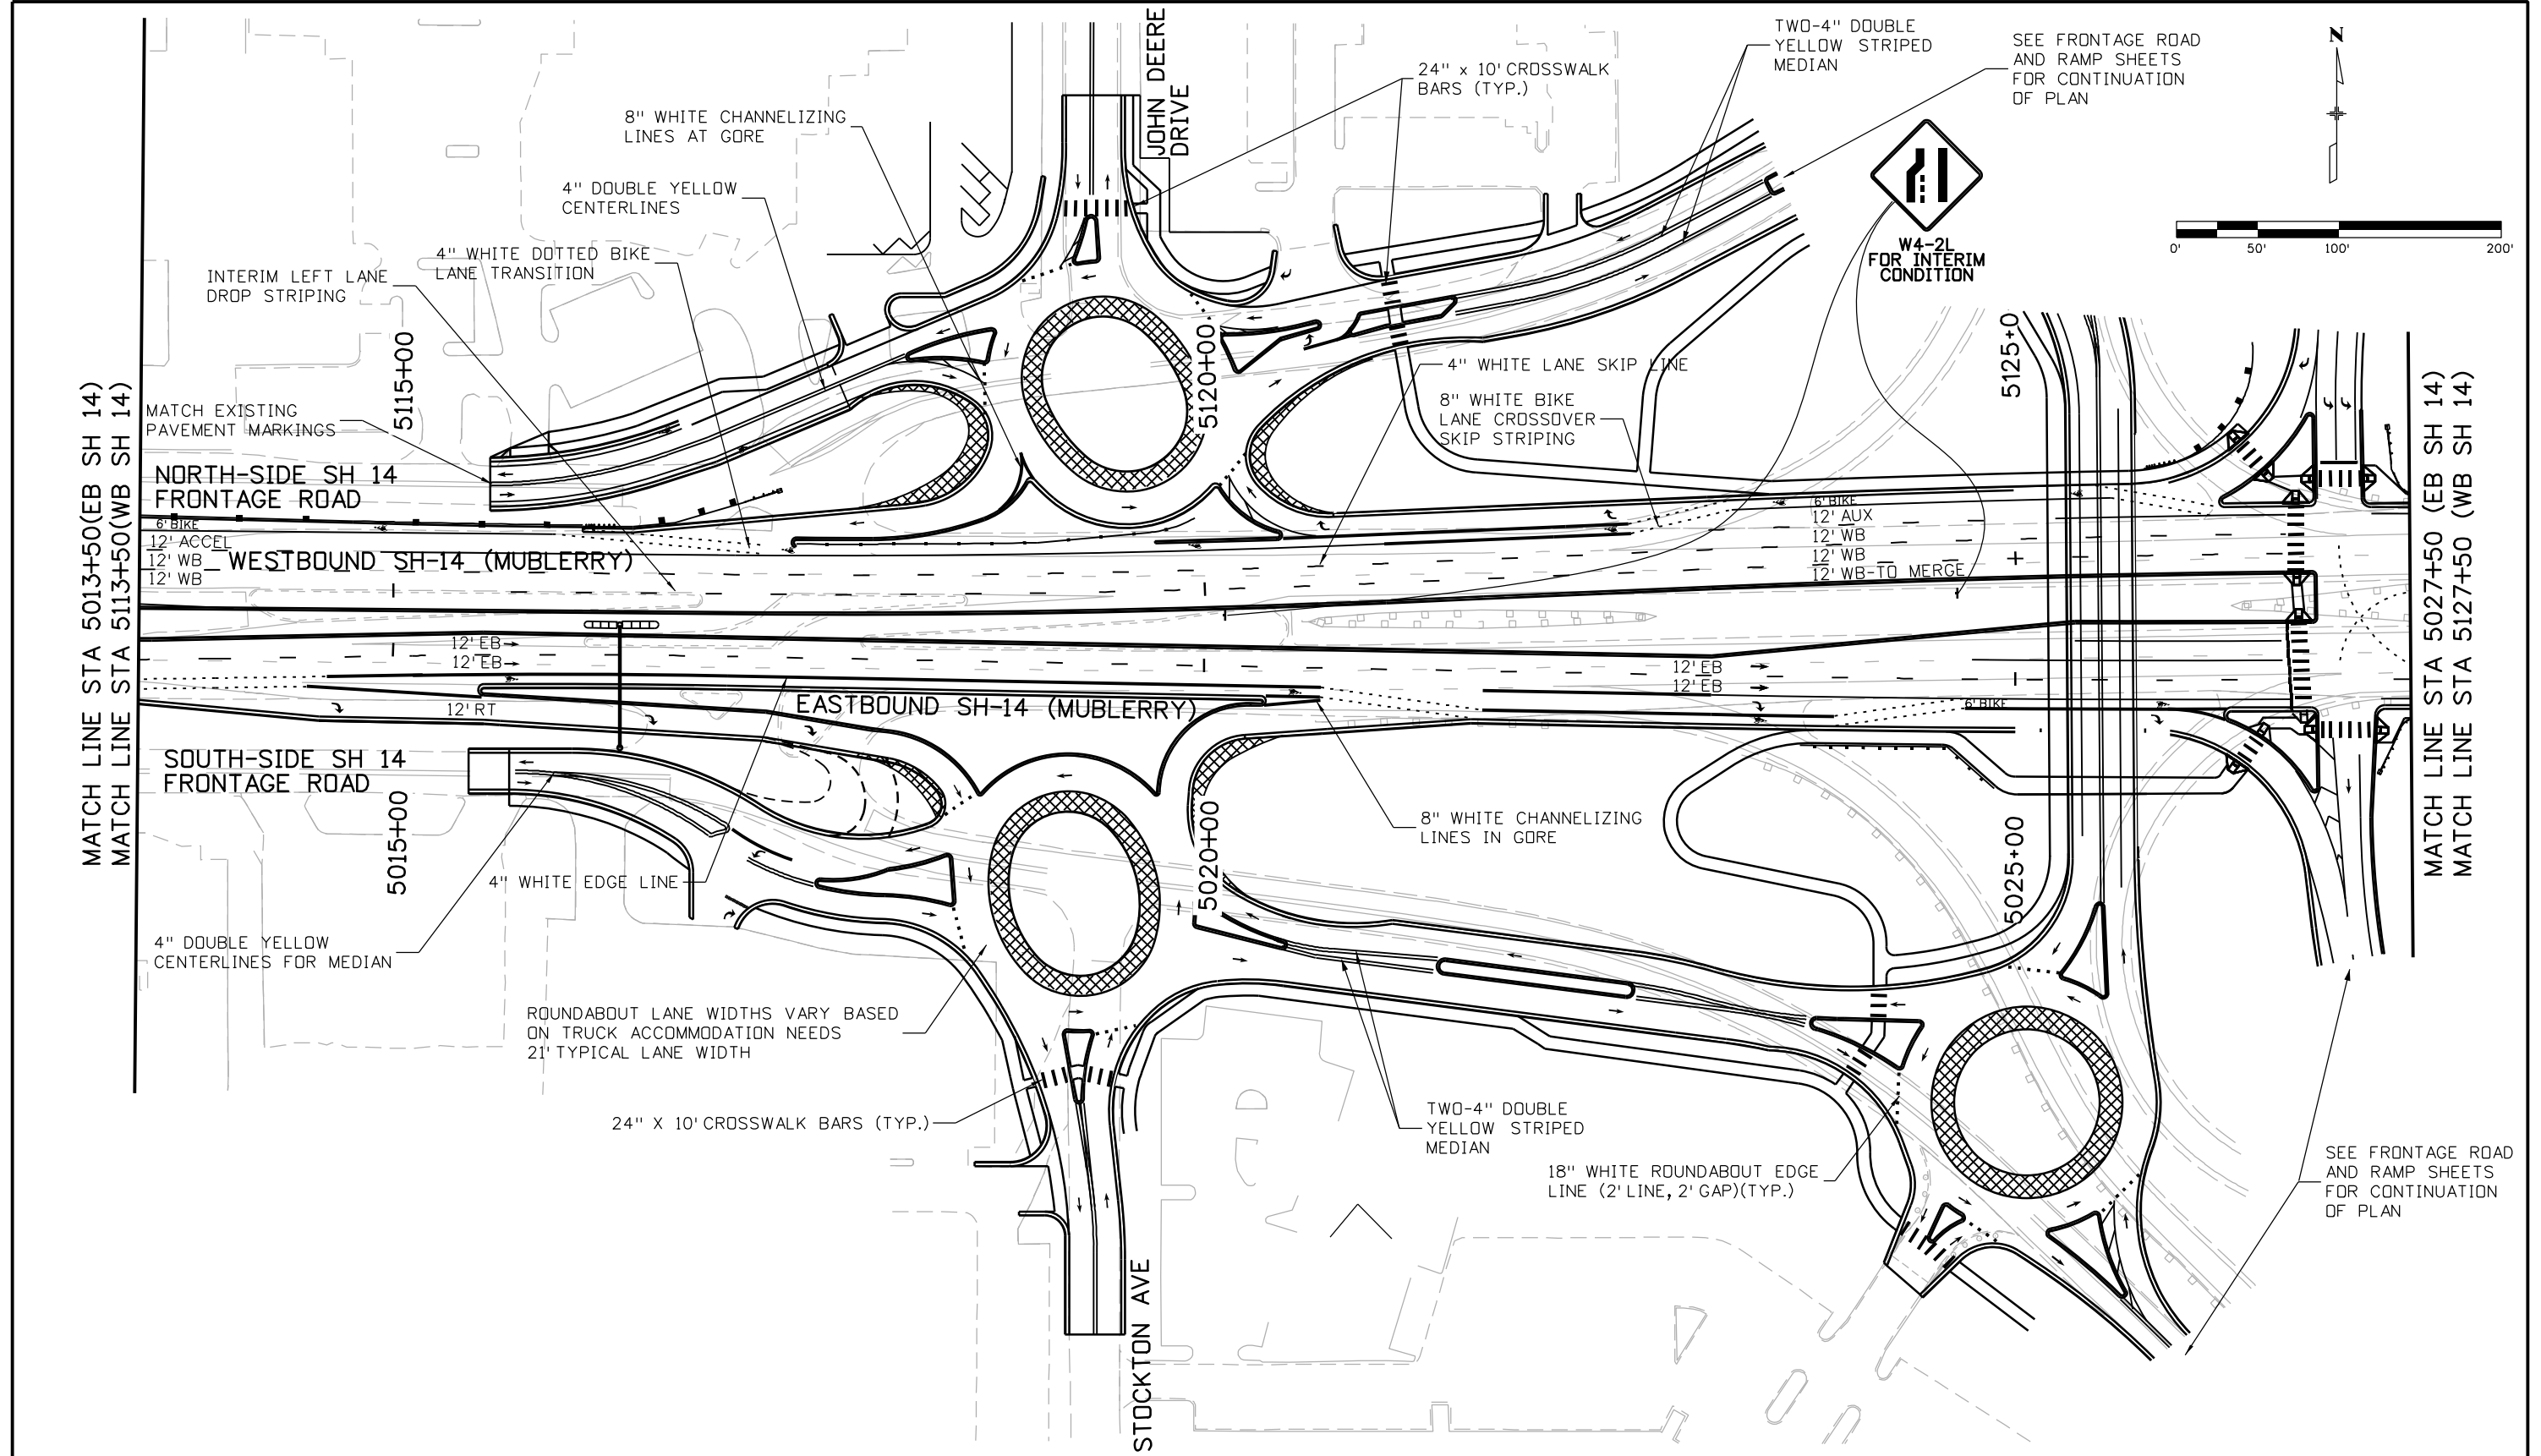 JOHN DEERE
DRIVE
TWO-4" DOUBLE
YELLOW STRIPED
MEDIAN
SEE FRONTAGE ROAD
AND RAMP SHEETS
FOR CONTINUATION
OF PLAN
N
24" x 10' CROSSWALK
BARS (TYP.)
8" WHITE CHANNELIZING
LINES AT GORE
4" DOUBLE YELLOW
CENTERLINES
4" WHITE DOTTED BIKE
LANE TRANSITION
INTERIM LEFT LANE
DROP STRIPING
W4-2L
FOR INTERIM
CONDITION
0' 50' 100' 200'
5115+00
5120+00
5125+0
4" WHITE LANE SKIP LINE
8" WHITE BIKE
LANE CROSSOVER
SKIP STRIPING
MATCH EXISTING
PAVEMENT MARKINGS
NORTH-SIDE SH 14
FRONTAGE ROAD
MATCH LINE STA 5013+50(EB SH 14)
MATCH LINE STA 5113+50(WB SH 14)
MATCH LINE STA 5027+50 (EB SH 14)
MATCH LINE STA 5127+50 (WB SH 14)
6' BIKE
12' ACCEL
12' WB
12' WB
WESTBOUND SH-14 (MUBLERRY)
6' BIKE
12' AUX
12' WB
12' WB
12' WB-TO MERGE
12' EB
12' EB
12' EB
12' EB
12' RT
EASTBOUND SH-14 (MUBLERRY)
6' BIKE
SOUTH-SIDE SH 14
FRONTAGE ROAD
5015+00
5020+00
5025+00
8" WHITE CHANNELIZING
LINES IN GORE
4" WHITE EDGE LINE
4" DOUBLE YELLOW
CENTERLINES FOR MEDIAN
ROUNDABOUT LANE WIDTHS VARY BASED
ON TRUCK ACCOMMODATION NEEDS
21' TYPICAL LANE WIDTH
24" X 10' CROSSWALK BARS (TYP.)
TWO-4" DOUBLE
YELLOW STRIPED
MEDIAN
18" WHITE ROUNDABOUT EDGE
LINE (2' LINE, 2' GAP)(TYP.)
SEE FRONTAGE ROAD
AND RAMP SHEETS
FOR CONTINUATION
OF PLAN
STOCKTON AVE